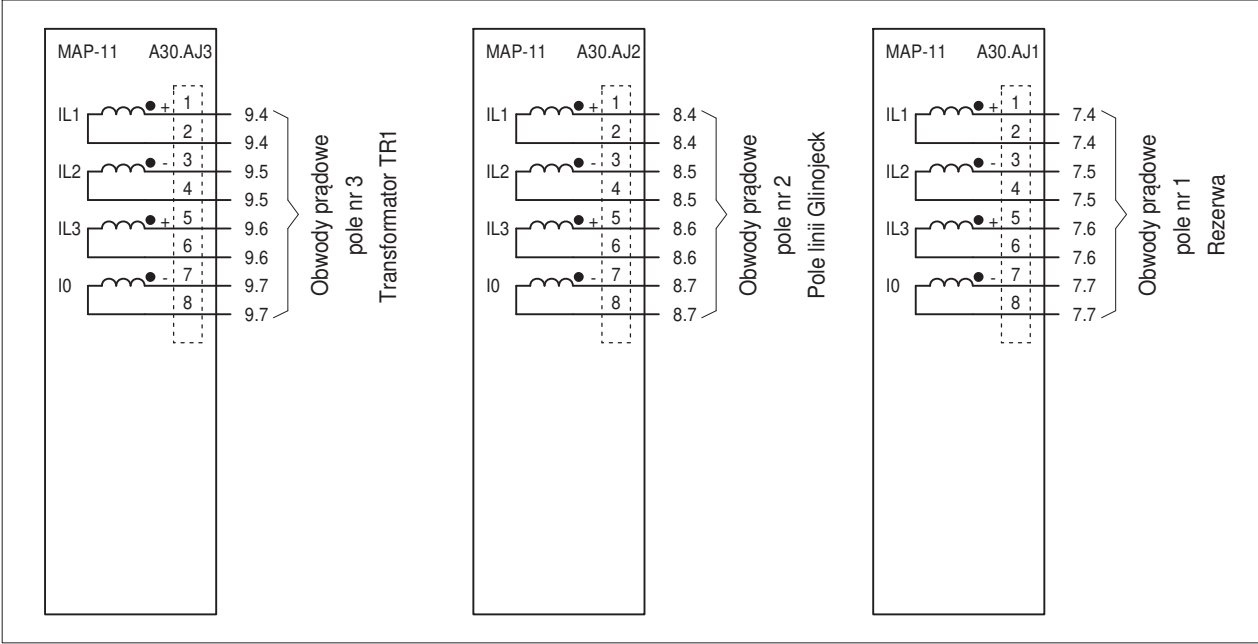 MAP-11 A30.AJ3
IL1 + 1 9.4
2 9.4
IL2 - 3 9.5
4 9.5
IL3 + 5 9.6
6 9.6
I0 - 7 9.7
8 9.7
Obwody prądowe
pole nr 3
Transformator TR1
MAP-11 A30.AJ2
IL1 + 1 8.4
2 8.4
IL2 - 3 8.5
4 8.5
IL3 + 5 8.6
6 8.6
I0 - 7 8.7
8 8.7
Obwody prądowe
pole nr 2
Pole linii Glinojeck
MAP-11 A30.AJ1
IL1 + 1 7.4
2 7.4
IL2 - 3 7.5
4 7.5
IL3 + 5 7.6
6 7.6
I0 - 7 7.7
8 7.7
Obwody prądowe
pole nr 1
Rezerwa